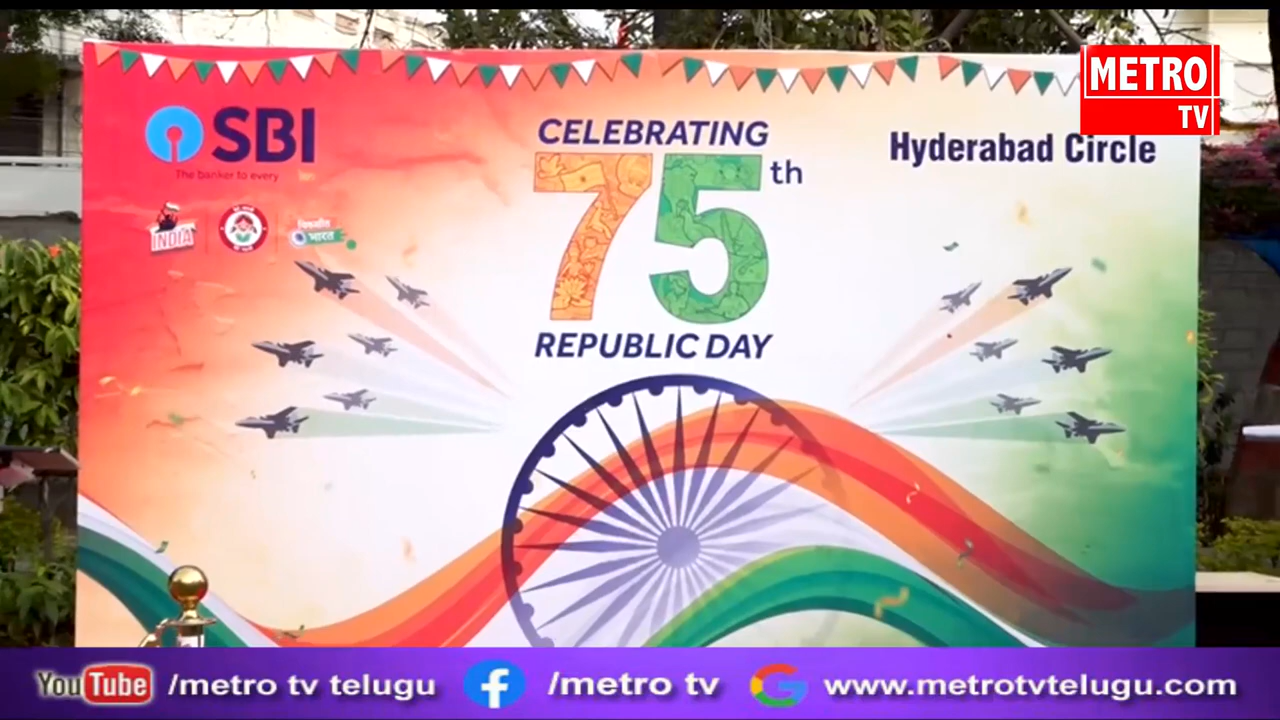 METRO
TV
SBI
The banker to every
INDIA
भारत
CELEBRATING
75th
REPUBLIC DAY
Hyderabad Circle
YouTube /metro tv telugu
/metro tv
www.metrotvtelugu.com